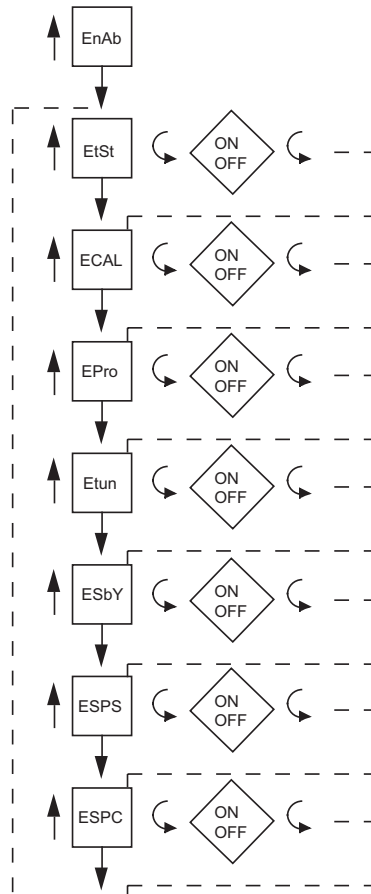 EnAb
EtSt
ON
OFF
ECAL
ON
OFF
EPro
ON
OFF
Etun
ON
OFF
ESbY
ON
OFF
ESPS
ON
OFF
ESPC
ON
OFF